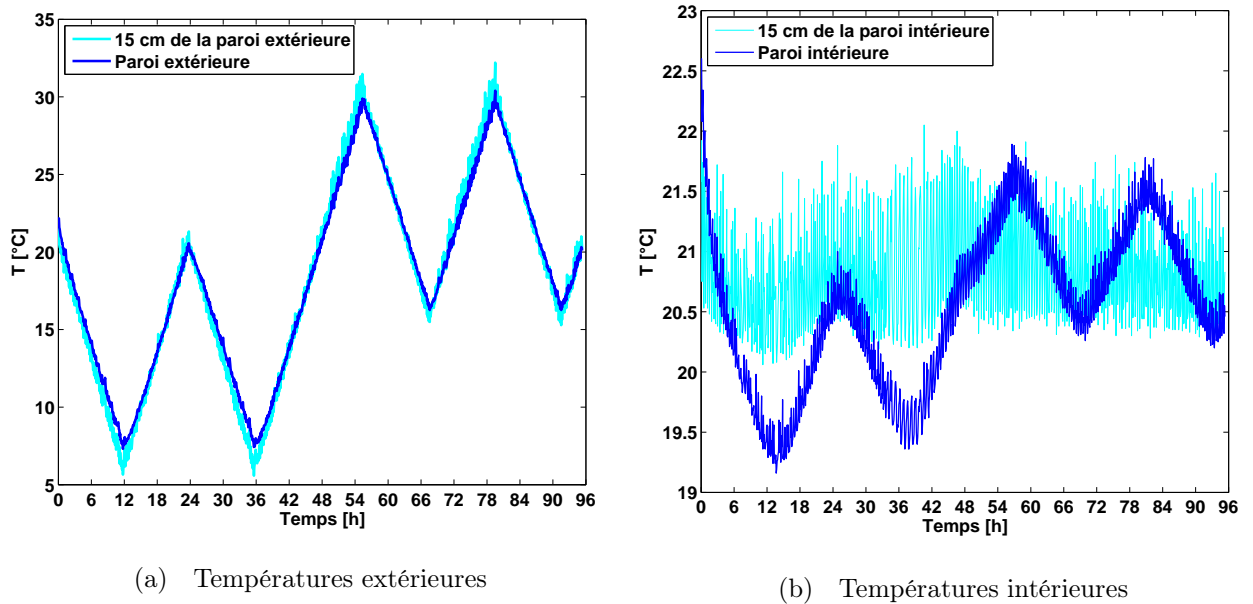 35
30
25
20
15
10
5
T [°C]
15 cm de la paroi extérieure
Paroi extérieure
0 6 12 18 24 30 36 42 48 54 60 66 72 78 84 90 96
Temps [h]
(a) Températures extérieures
23
22.5
22
21.5
21
20.5
20
19.5
19
T [°C]
15 cm de la paroi intérieure
Paroi intérieure
0 6 12 18 24 30 36 42 48 54 60 66 72 78 84 90 96
Temps [h]
(b) Températures intérieures